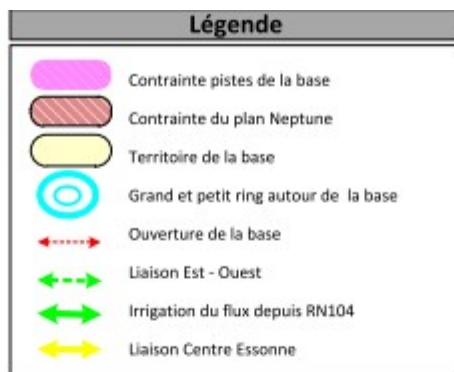 Légende
Contrainte pistes de la base
Contrainte du plan Neptune
Territoire de la base
Grand et petit ring autour de la base
Ouverture de la base
Liaison Est - Ouest
Irrigation du flux depuis RN104
Liaison Centre Essonne